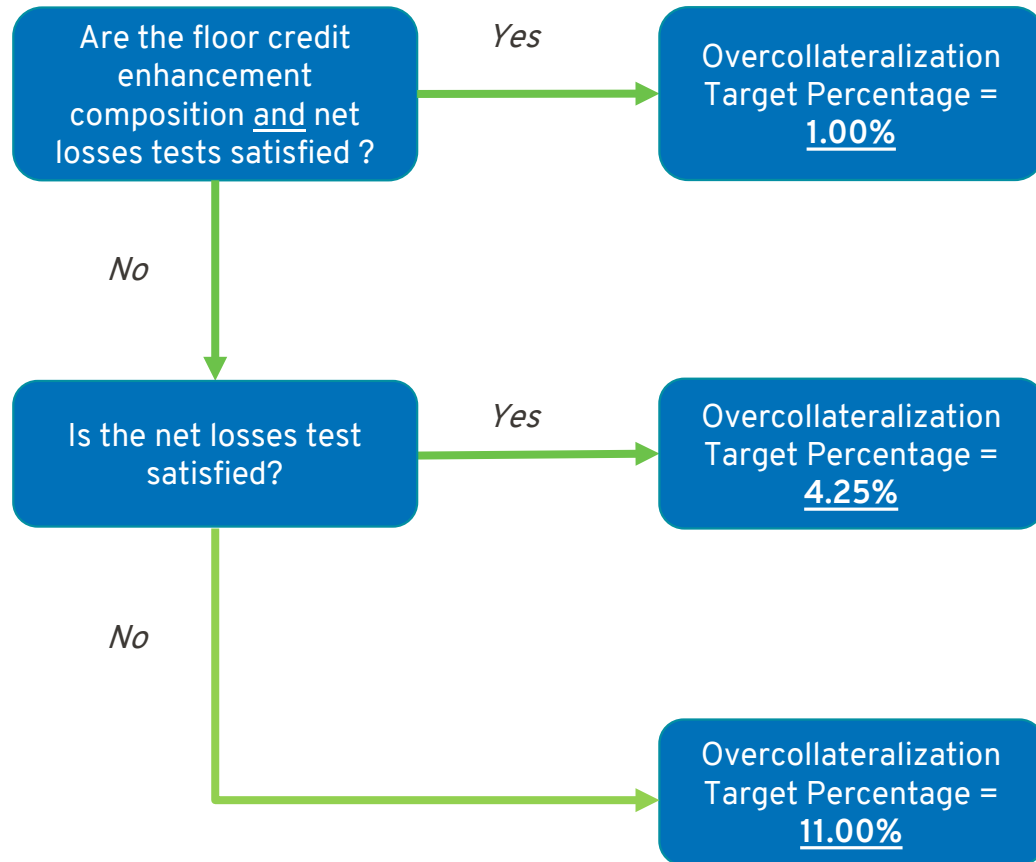 Are the floor credit
enhancement
composition and net
losses tests satisfied ?
Yes
Overcollateralization
Target Percentage =
1.00%
No
Is the net losses test
satisfied?
Yes
Overcollateralization
Target Percentage =
4.25%
No
Overcollateralization
Target Percentage =
11.00%